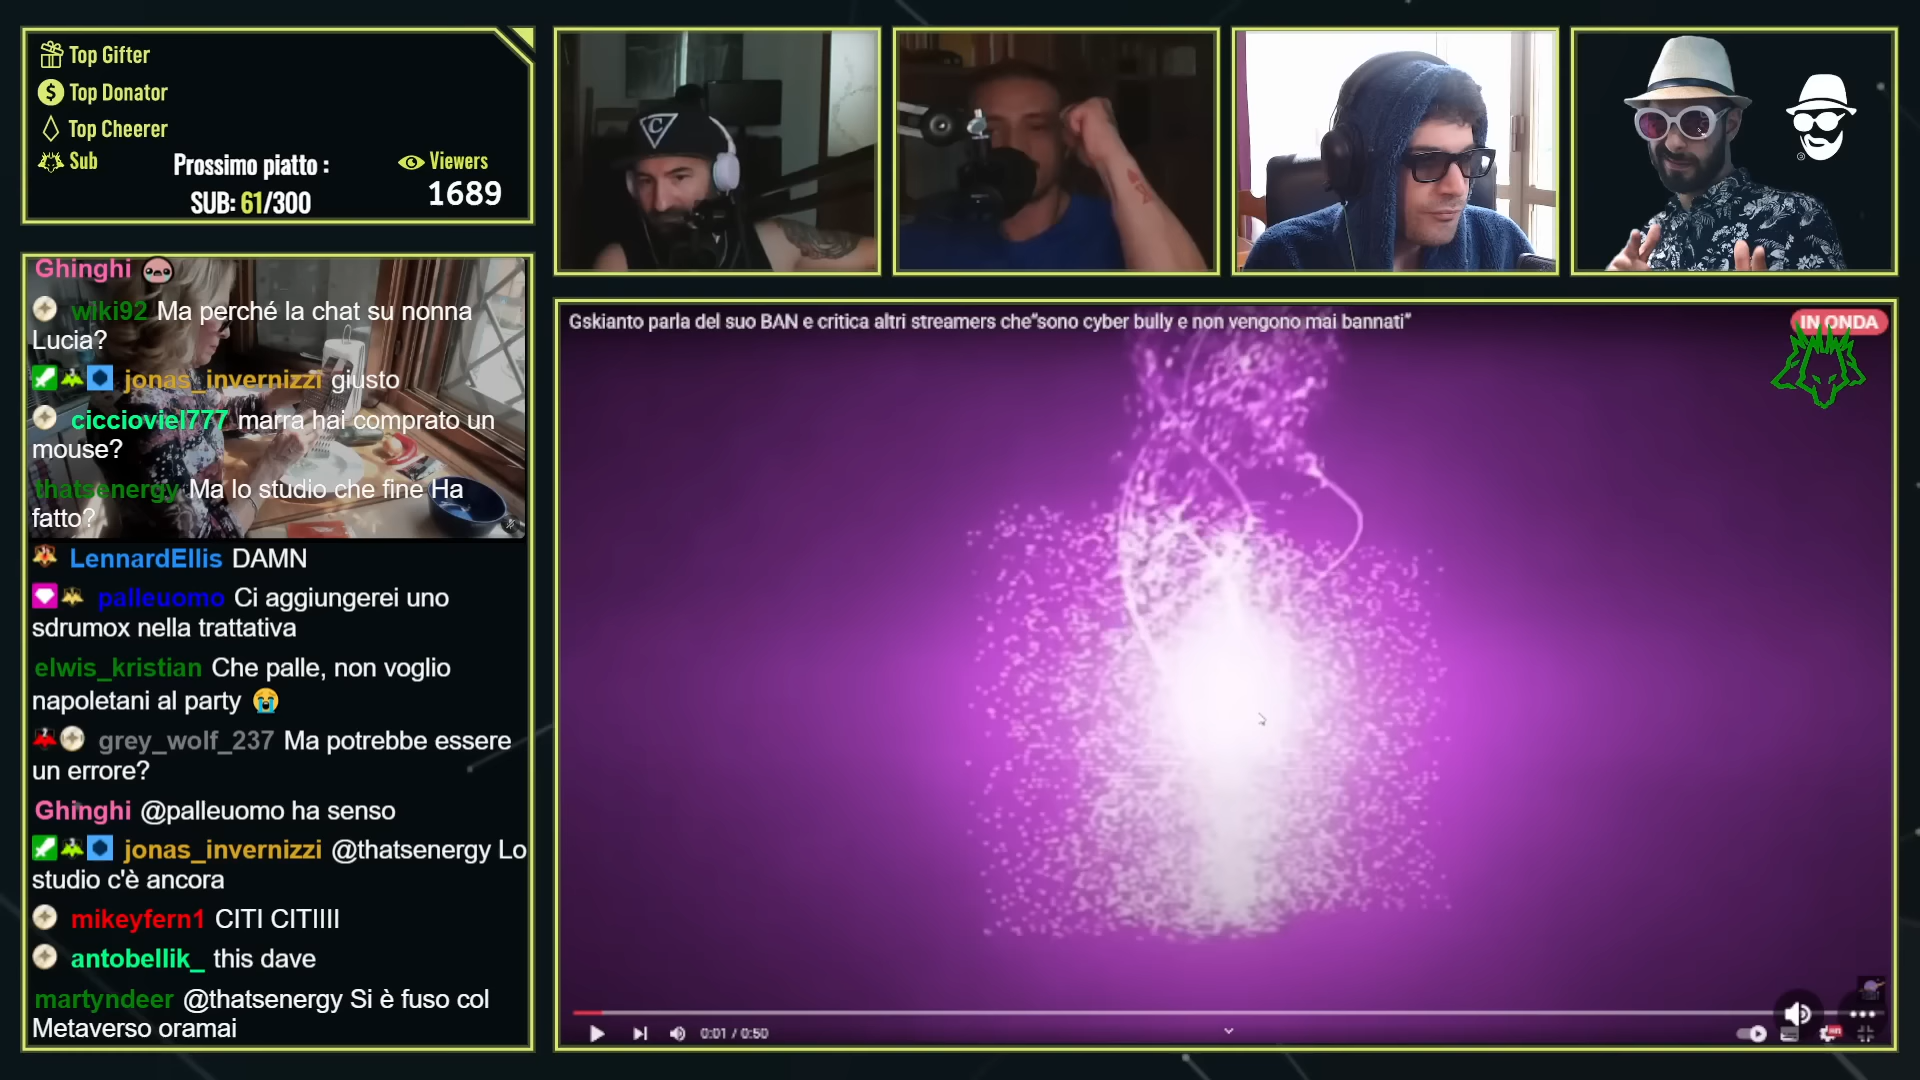 Top Gifter
Top Donator
Top Cheerer
Sub
Prossimo piatto :
SUB: 61/300
Viewers
1689
Ghinghi
wiki92 Ma perché la chat su nonna
Lucia?
jonas_invernizzi giusto
ciccioviel777 marra hai comprato un
mouse?
thatsenergy Ma lo studio che fine Ha
fatto?
LennardEllis DAMN
palleuomo Ci aggiungerei uno
sdrumox nella trattativa
elwis_kristian Che palle, non voglio
napoletani al party 😭
grey_wolf_237 Ma potrebbe essere
un errore?
Ghinghi @palleuomo ha senso
jonas_invernizzi @thatsenergy Lo
studio c'è ancora
mikeyfern1 CITI CITIIII
antobellik_ this dave
martyndeer @thatsenergy Si è fuso col
Metaverso oramai
C
Gskianto parla del suo BAN e critica altri streamers che"sono cyber bully e non vengono mai bannati"
IN ONDA
0:01 / 0:50